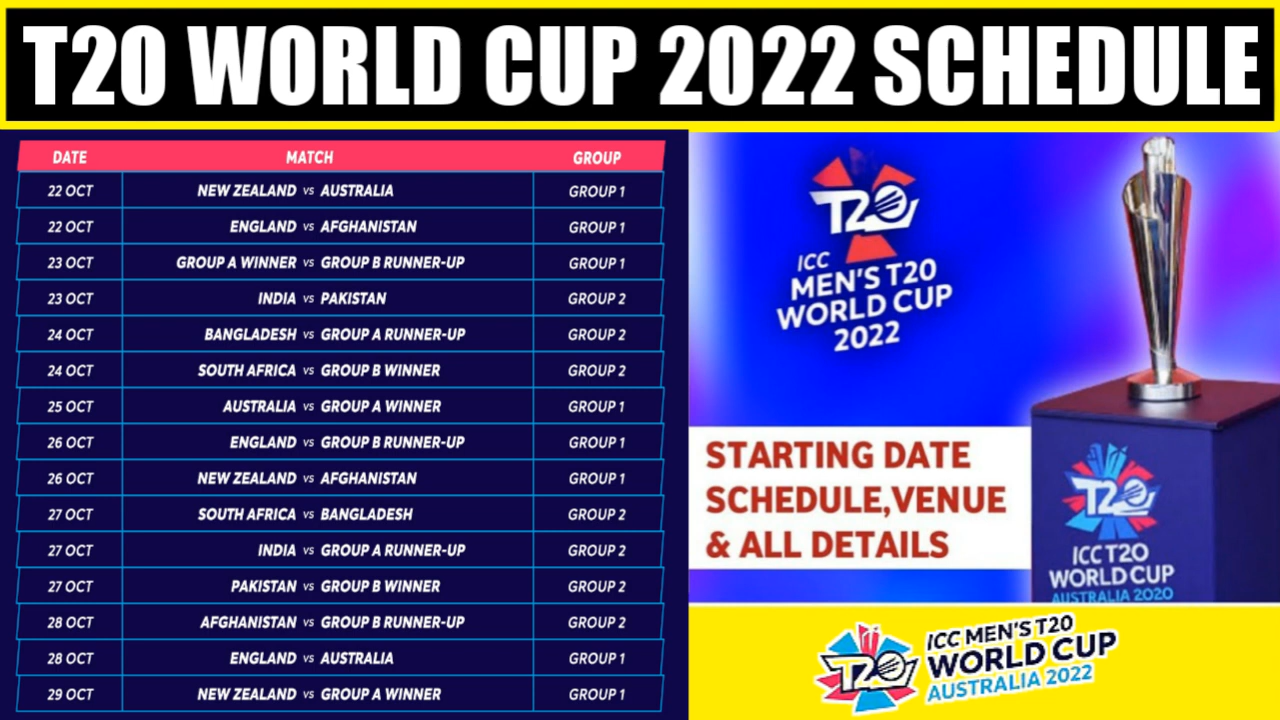 T20 WORLD CUP 2022 SCHEDULE
DATE MATCH GROUP
22 OCT NEW ZEALAND VS AUSTRALIA GROUP 1
22 OCT ENGLAND VS AFGHANISTAN GROUP 1
23 OCT GROUP A WINNER VS GROUP B RUNNER-UP GROUP 1
23 OCT INDIA VS PAKISTAN GROUP 2
24 OCT BANGLADESH VS GROUP A RUNNER-UP GROUP 2
24 OCT SOUTH AFRICA VS GROUP B WINNER GROUP 2
25 OCT AUSTRALIA VS GROUP A WINNER GROUP 1
26 OCT ENGLAND VS GROUP B RUNNER-UP GROUP 1
26 OCT NEW ZEALAND VS AFGHANISTAN GROUP 1
27 OCT SOUTH AFRICA VS BANGLADESH GROUP 2
27 OCT INDIA VS GROUP A RUNNER-UP GROUP 2
27 OCT PAKISTAN VS GROUP B WINNER GROUP 2
28 OCT AFGHANISTAN VS GROUP B RUNNER-UP GROUP 2
28 OCT ENGLAND VS AUSTRALIA GROUP 1
29 OCT NEW ZEALAND VS GROUP A WINNER GROUP 1
T20
ICC
MEN'S T20
WORLD CUP
2022
STARTING DATE
SCHEDULE,VENUE
& ALL DETAILS
T20
ICC T20
WORLD CUP
AUSTRALIA 2020
T20
ICC MEN'S T20
WORLD CUP
AUSTRALIA 2022